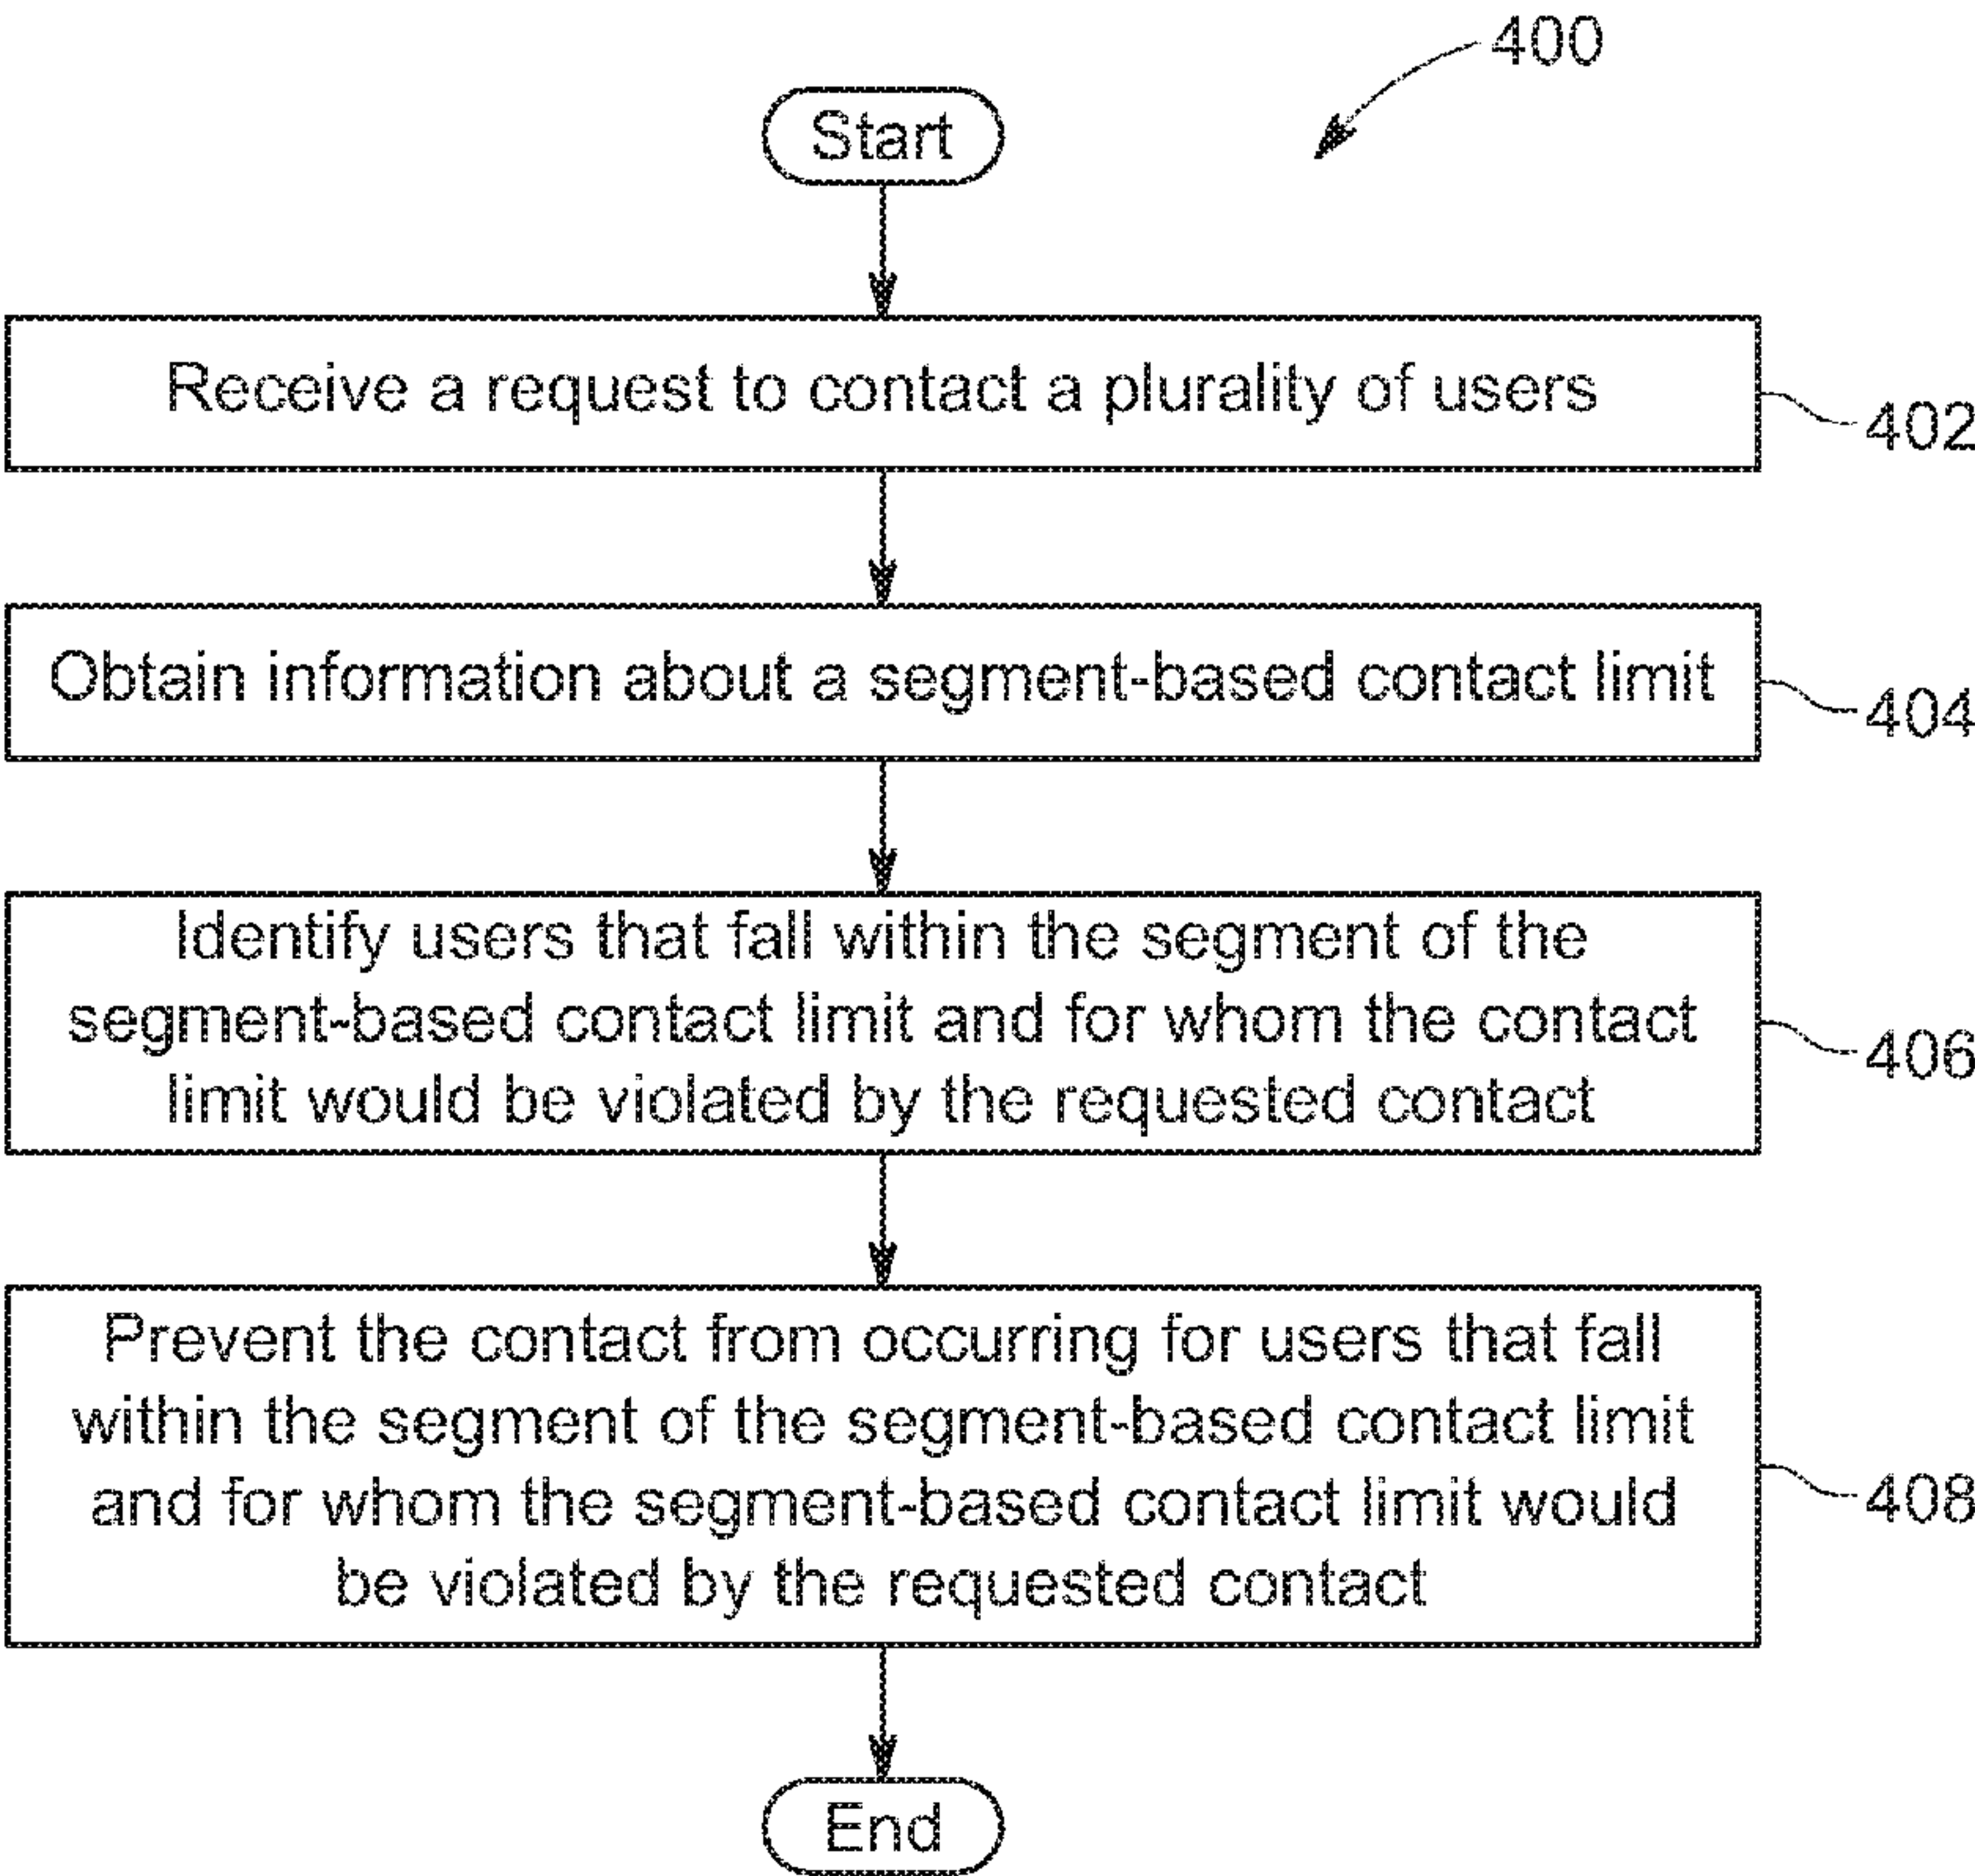 400
Start
Receive a request to contact a plurality of users
402
Obtain information about a segment-based contact limit
404
Identify users that fall within the segment of the
segment-based contact limit and for whom the contact
limit would be violated by the requested contact
406
Prevent the contact from occurring for users that fall
within the segment of the segment-based contact limit
and for whom the segment-based contact limit would
be violated by the requested contact
408
End